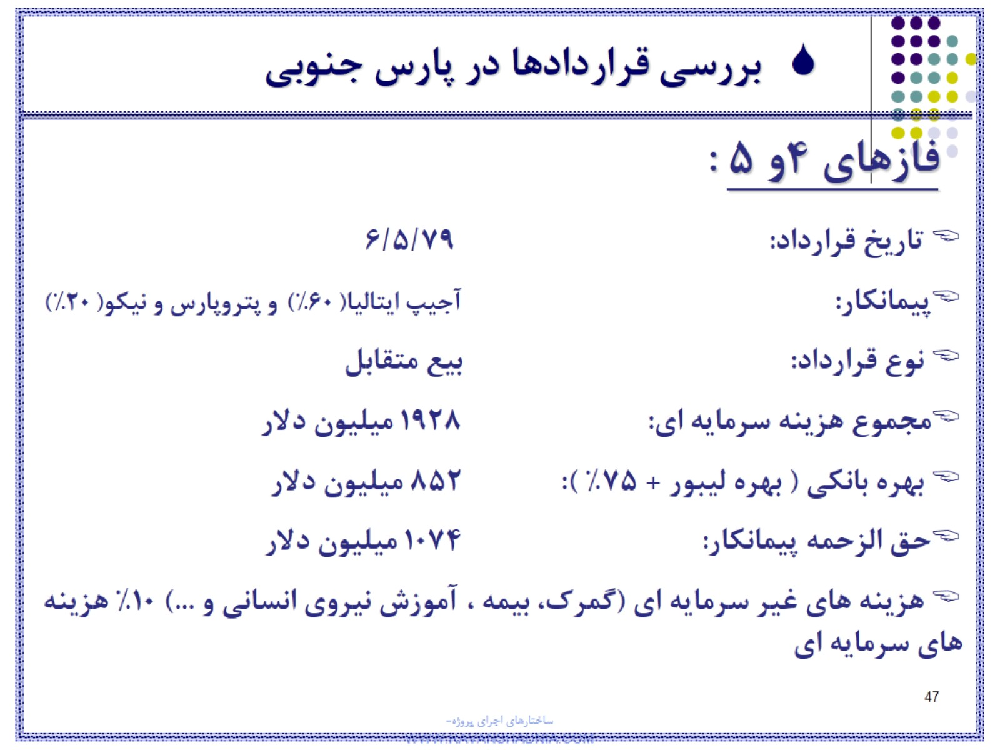 بررسی قراردادها در پارس جنوبی
فازهای ۴و ۵ :
تاریخ قرارداد: ۶/۵/۷۹
پیمانکار: آجیپ ایتالیا( ۶۰٪) و پتروپارس و نیکو( ۲۰٪)
نوع قرارداد: بیع متقابل
مجموع هزینه سرمایه ای: ۱۹۲۸ میلیون دلار
بهره بانکی ( بهره لیبور + ۷۵٪ ): ۸۵۲ میلیون دلار
حق الزحمه پیمانکار: ۱۰۷۴ میلیون دلار
هزینه های غیر سرمایه ای (گمرک، بیمه ، آموزش نیروی انسانی و ...) ۱۰٪ هزینه
های سرمایه ای
47
ساختارهای اجرای پروژه-